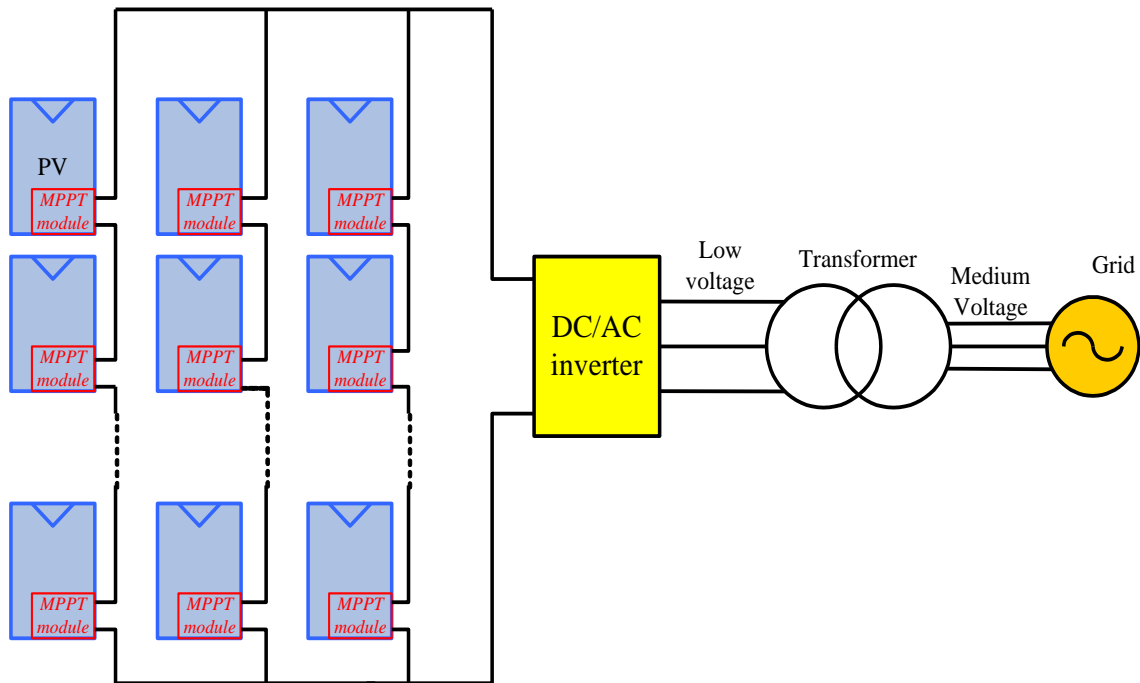 PV
MPPT
module
MPPT
module
MPPT
module
MPPT
module
MPPT
module
MPPT
module
MPPT
module
MPPT
module
MPPT
module
DC/AC
inverter
Low
voltage
Transformer
Medium
Voltage
Grid